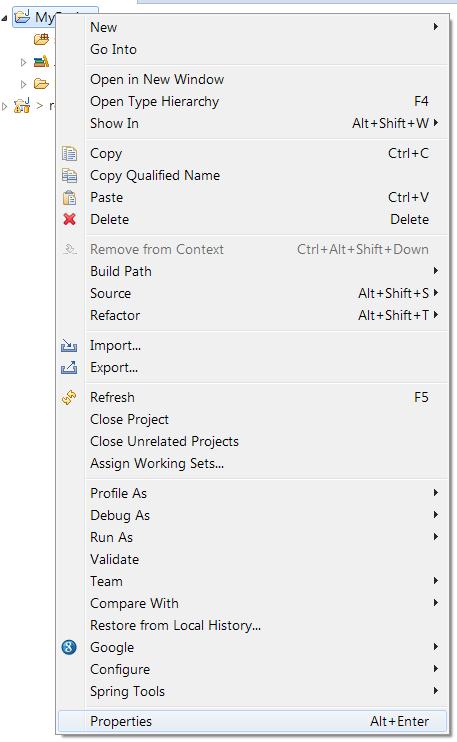 New
Go Into
Open in New Window
Open Type Hierarchy F4
Show In Alt+Shift+W
Copy Ctrl+C
Copy Qualified Name
Paste Ctrl+V
Delete Delete
Remove from Context Ctrl+Alt+Shift+Down
Build Path
Source Alt+Shift+S
Refactor Alt+Shift+T
Import...
Export...
Refresh F5
Close Project
Close Unrelated Projects
Assign Working Sets...
Profile As
Debug As
Run As
Validate
Team
Compare With
Restore from Local History...
Google
Configure
Spring Tools
Properties Alt+Enter